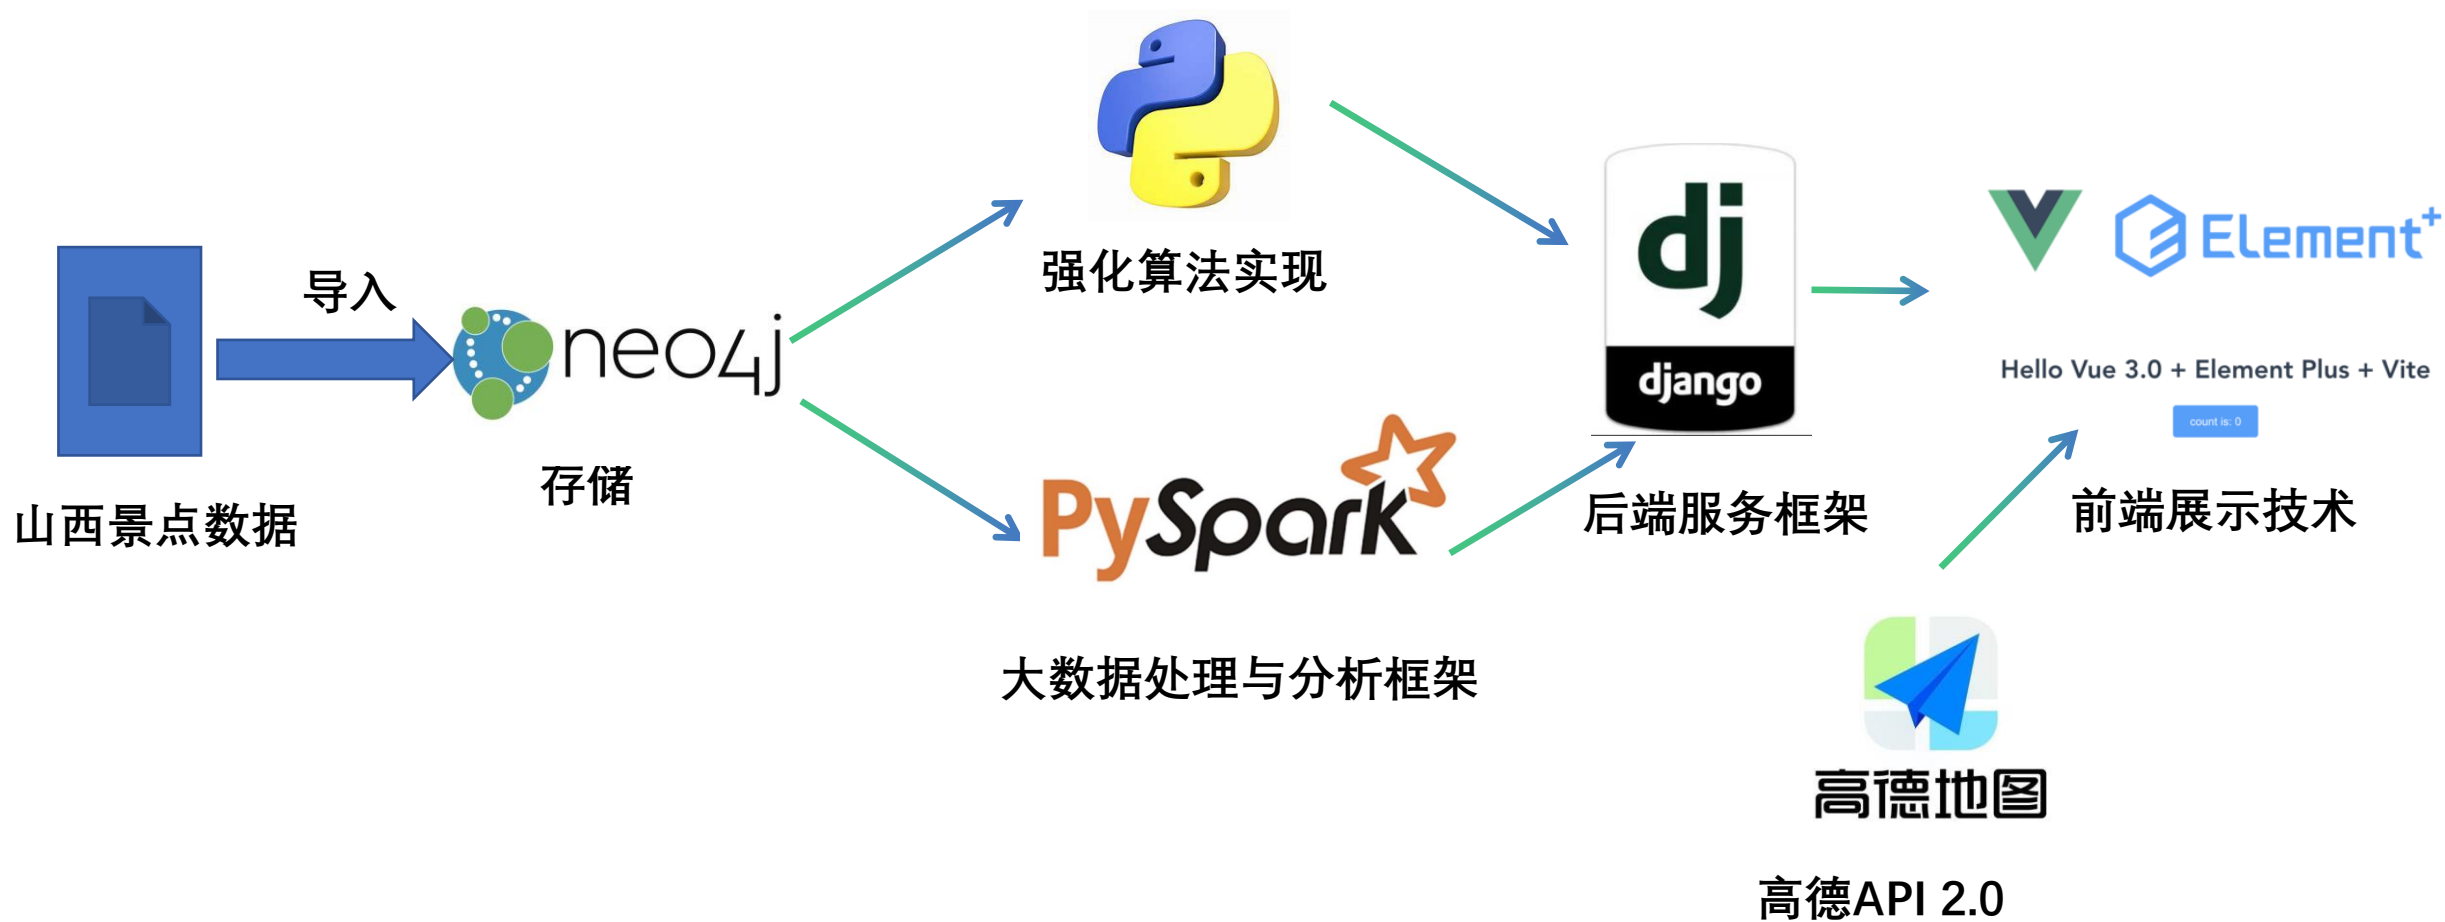 山西景点数据
导入
neo4j
存储
强化算法实现
PySpark
大数据处理与分析框架
dj
django
后端服务框架
Element+
Hello Vue 3.0 + Element Plus + Vite
count is: 0
前端展示技术
高德地图
高德API 2.0